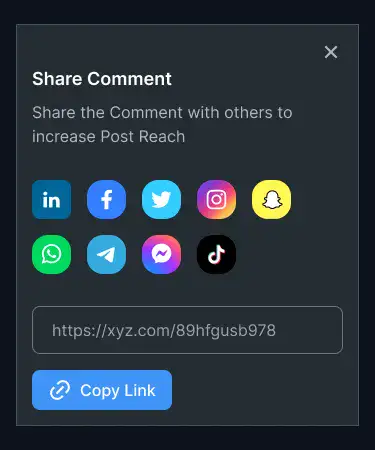 Share Comment
Share the Comment with others to
increase Post Reach
in
https://xyz.com/89hfgusb978
Copy Link